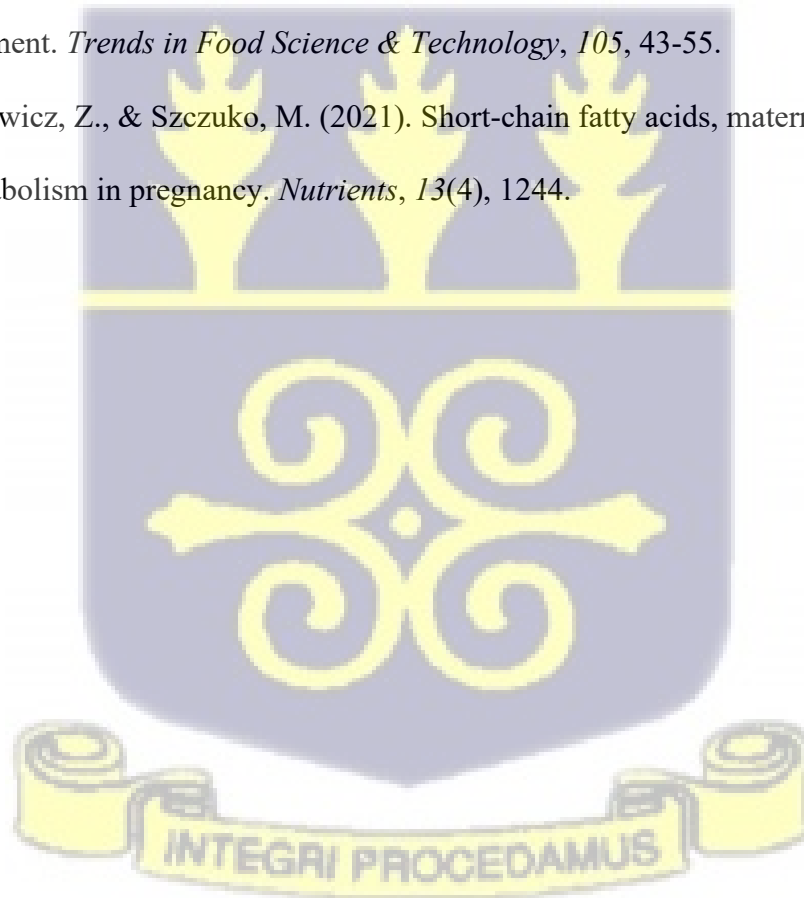 ment. Trends in Food Science & Technology, 105, 43-55.
wicz, Z., & Szczuko, M. (2021). Short-chain fatty acids, matern
bolism in pregnancy. Nutrients, 13(4), 1244.
INTEGRI PROCEDAMUS